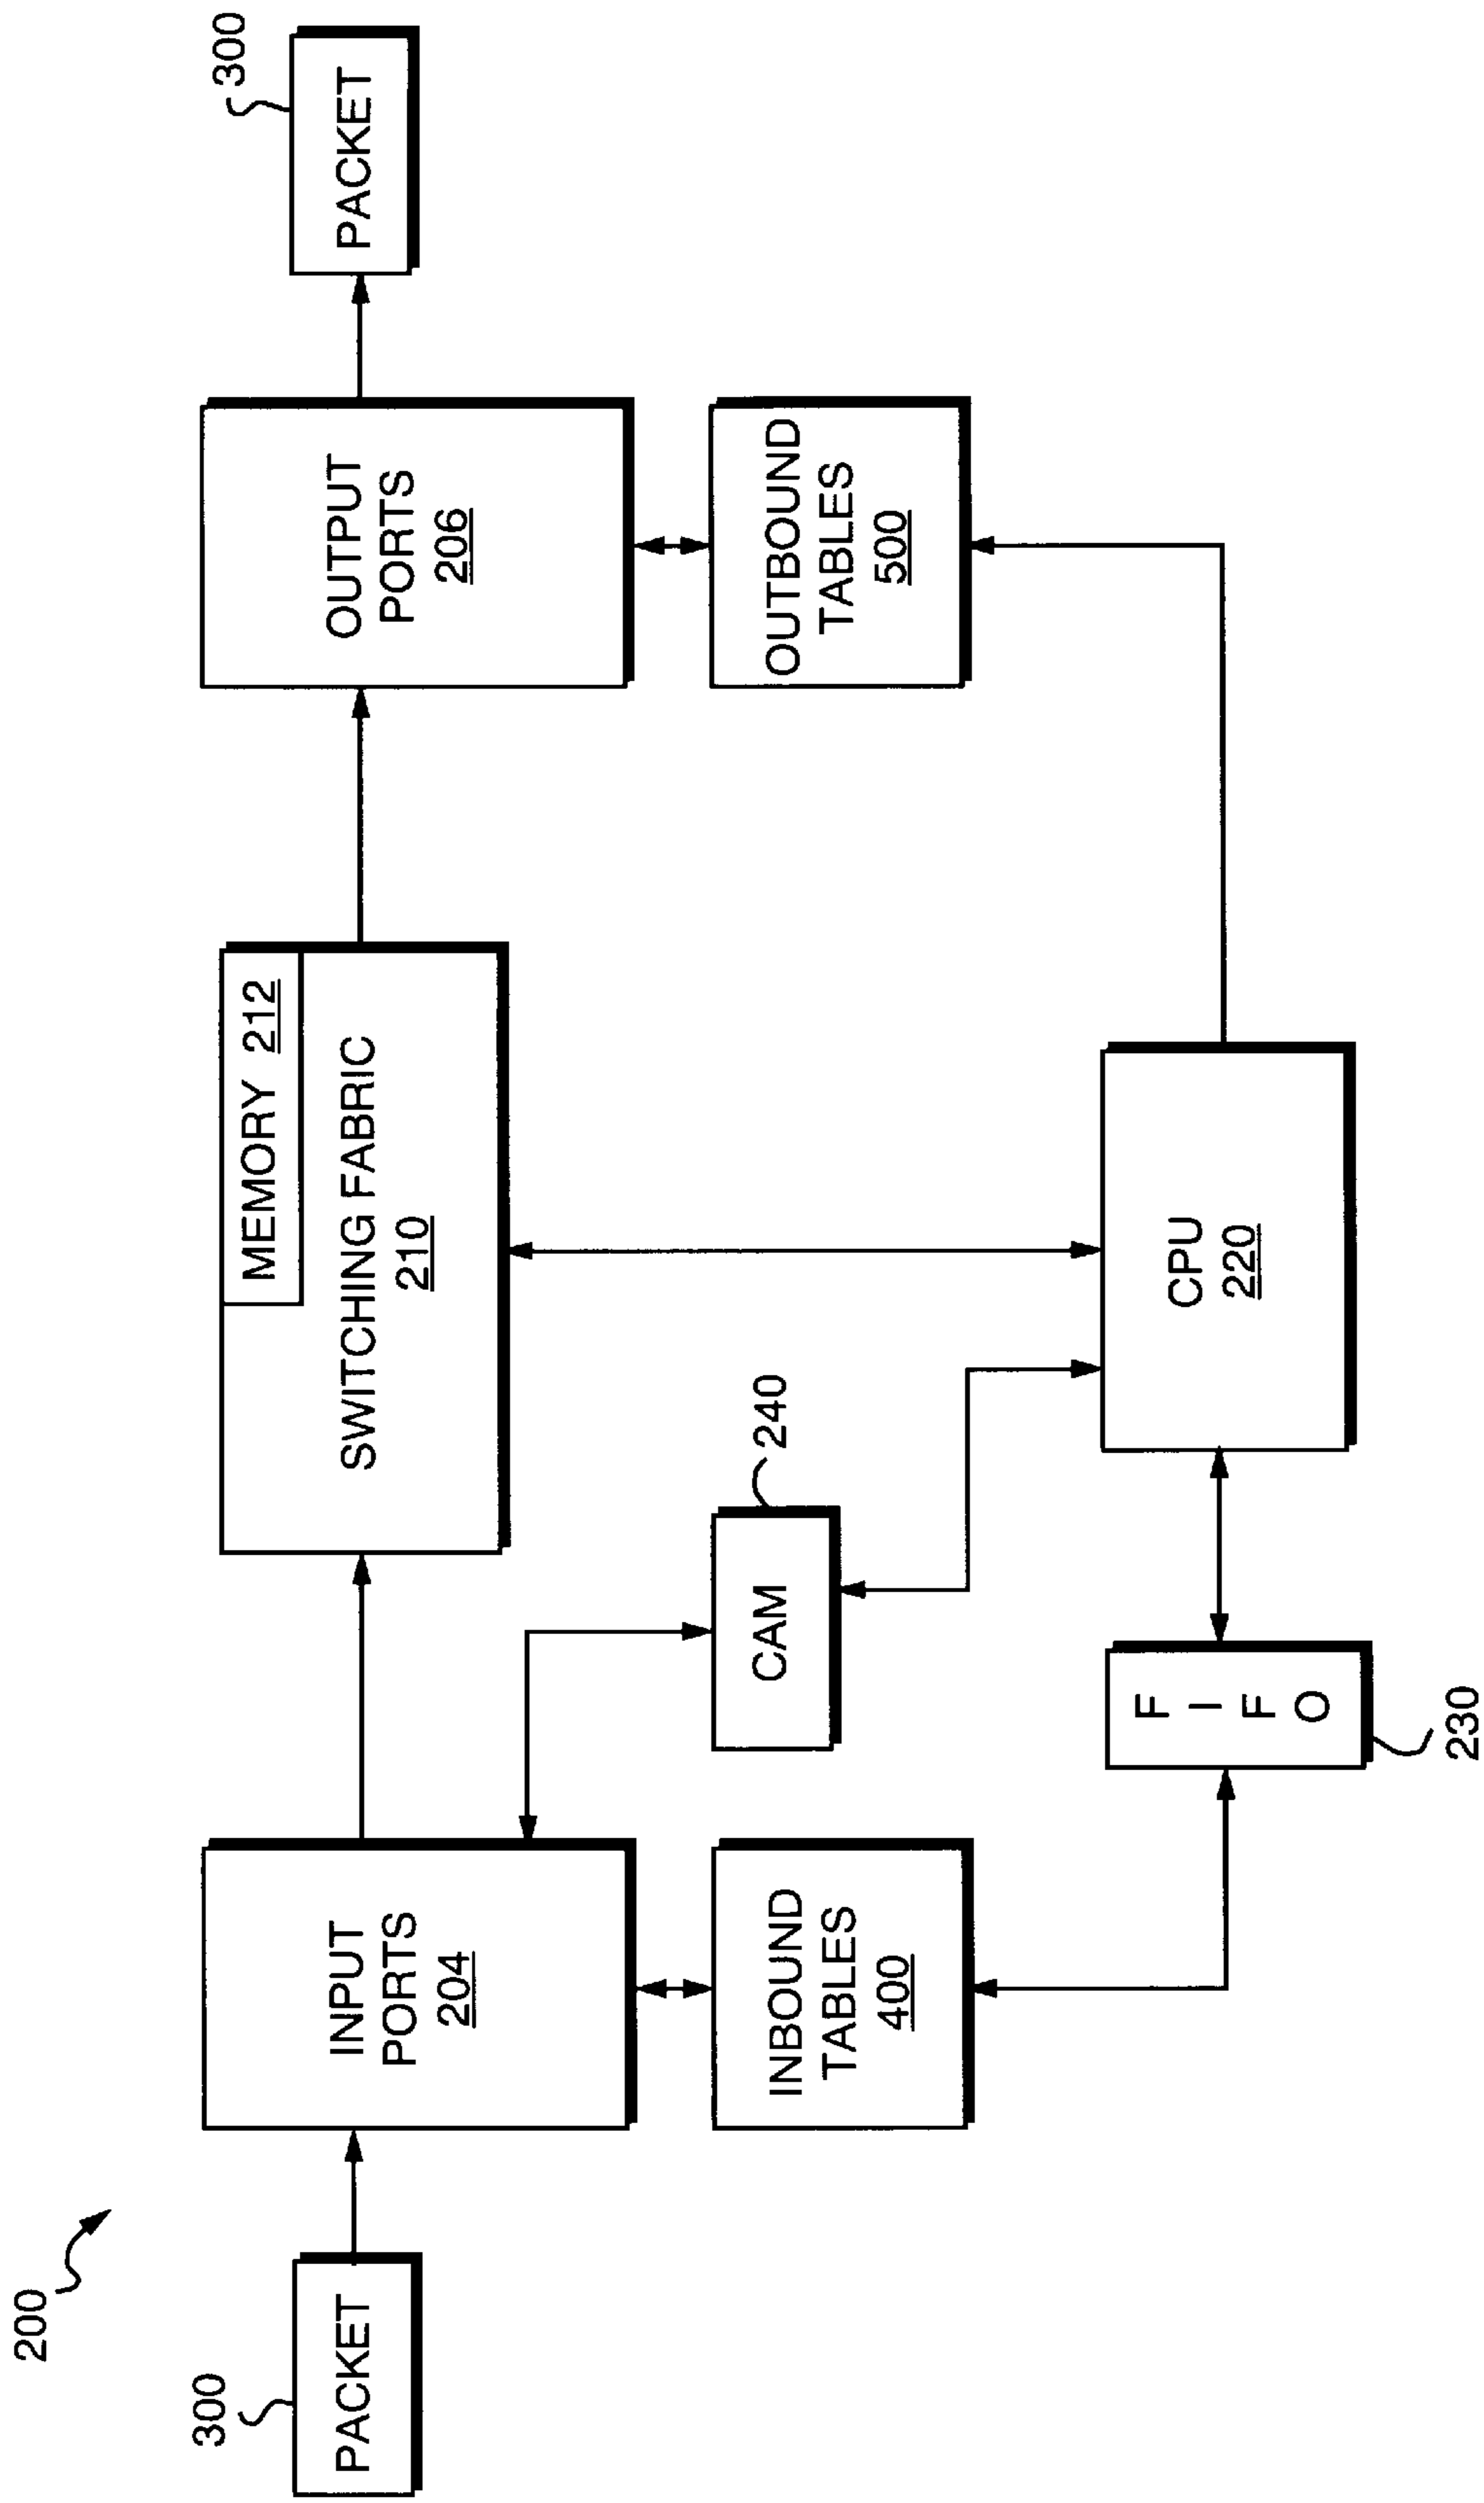 200
300
PACKET
INPUT
PORTS
204
INBOUND
TABLES
400
CAM
240
F
I
F
O
230
MEMORY 212
SWITCHING FABRIC
210
CPU
220
OUTPUT
PORTS
206
OUTBOUND
TABLES
500
300
PACKET